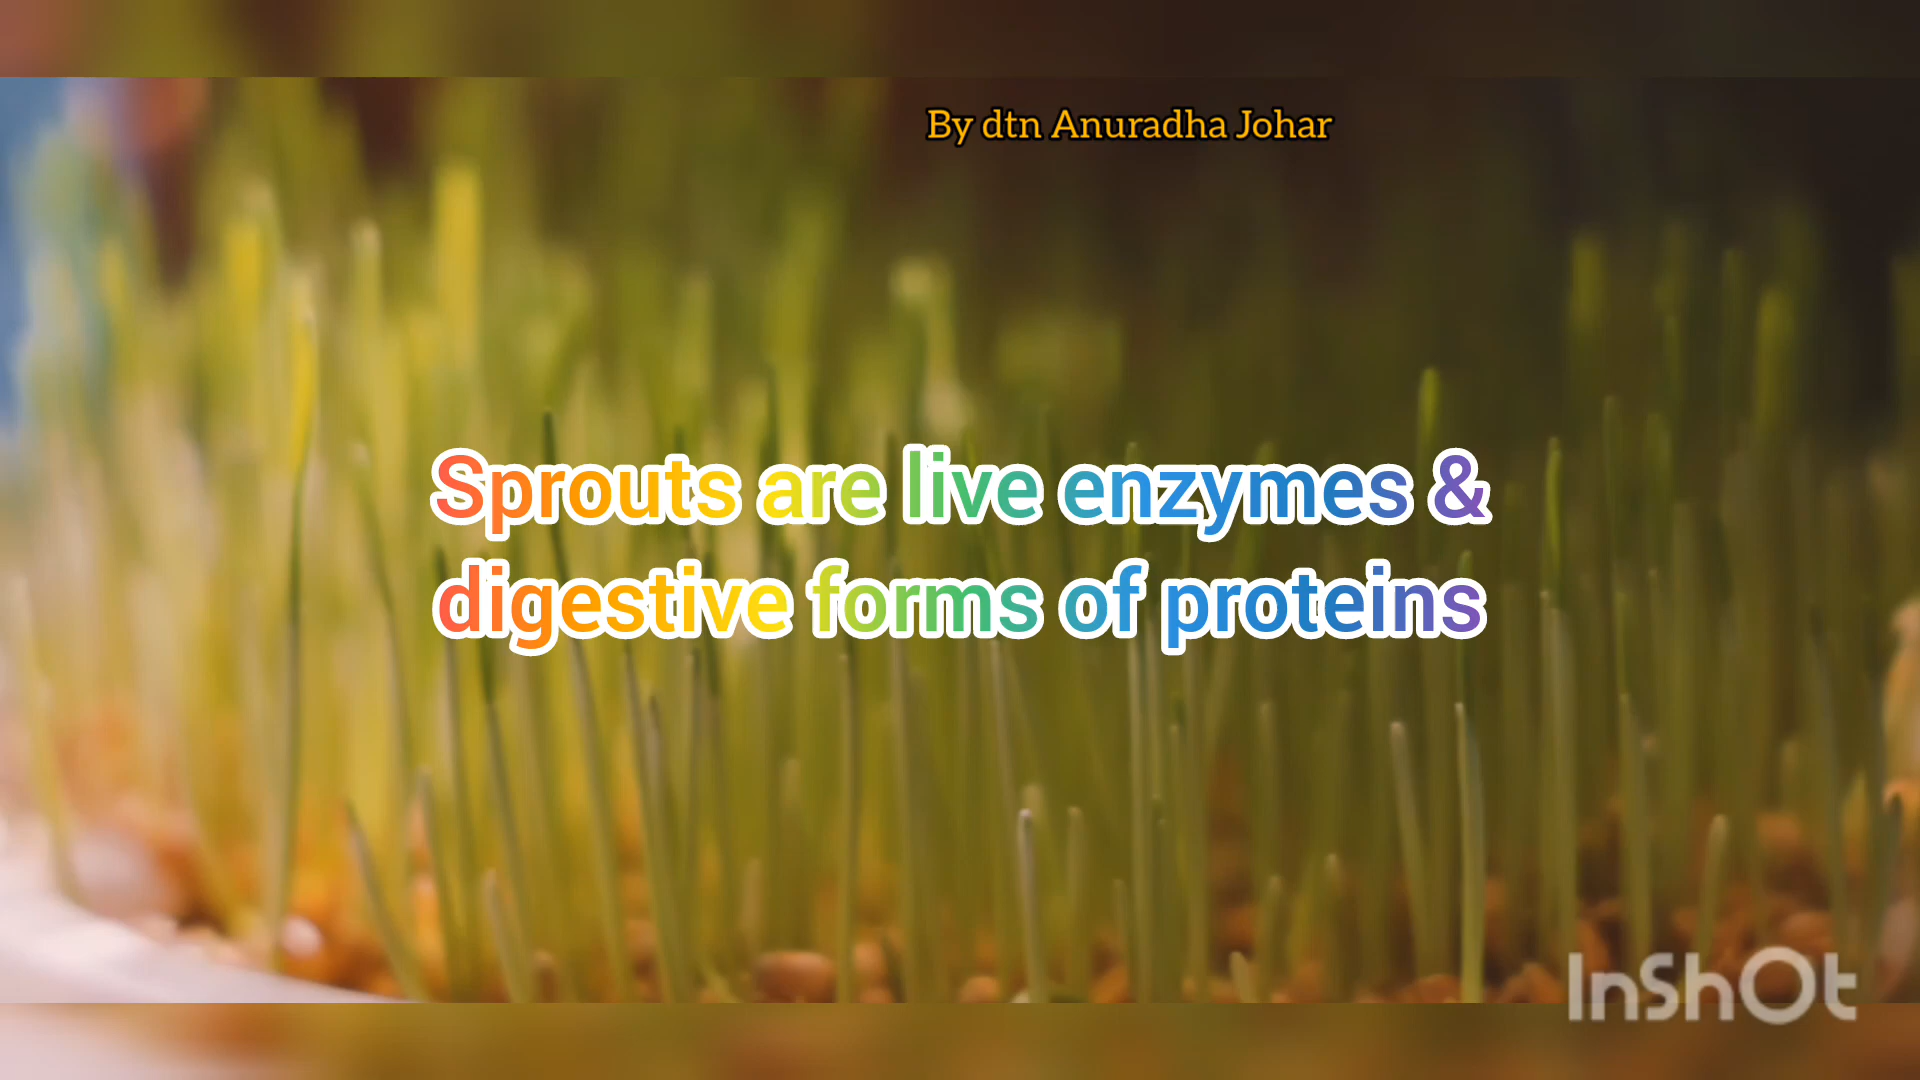 By dtn Anuradha Johar
Sprouts are live enzymes &
digestive forms of proteins
InShOt